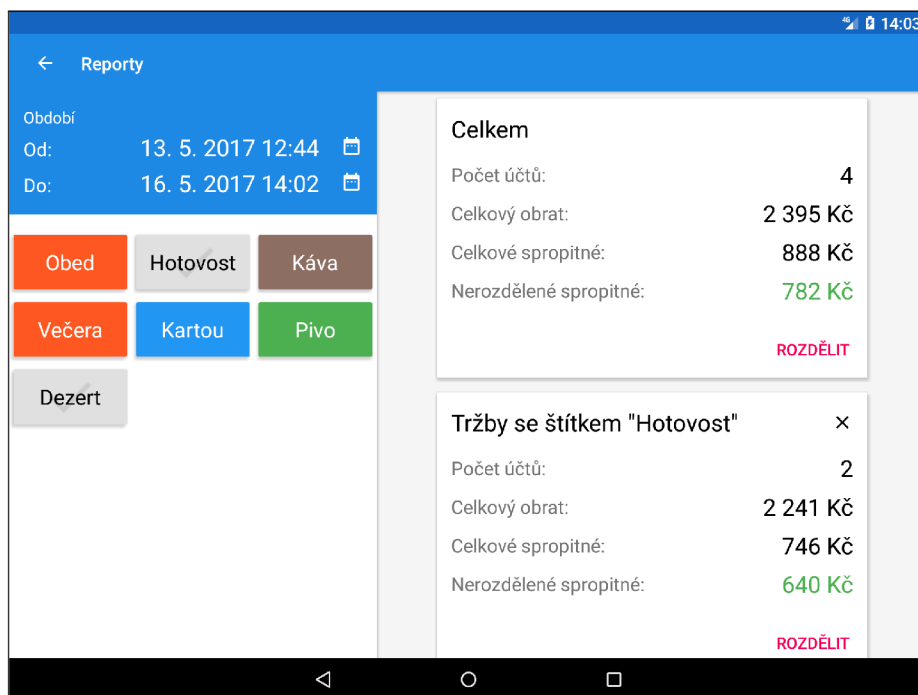 4G 14:03
Reporty
Období
Od: 13. 5. 2017 12:44
Do: 16. 5. 2017 14:02
Obed Hotovost Káva
Večera Kartou Pivo
Dezert
Celkem
Počet účtů: 4
Celkový obrat: 2 395 Kč
Celkové spropitné: 888 Kč
Nerozdělené spropitné: 782 Kč
ROZDĚLIT
Tržby se štítkem "Hotovost"
Počet účtů: 2
Celkový obrat: 2 241 Kč
Celkové spropitné: 746 Kč
Nerozdělené spropitné: 640 Kč
ROZDĚLIT